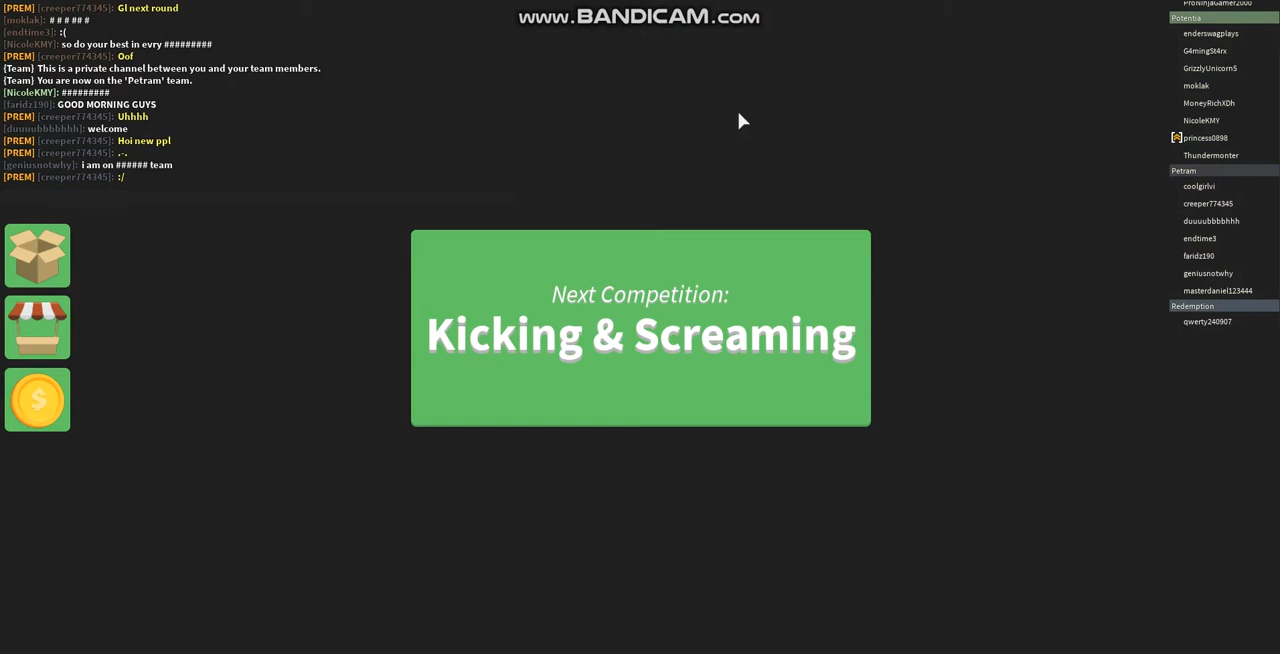 [PREM] [creeper774345]: Gl next round
[moklak]: # # # ## #
[endtime3]: :(
[NicoleKMY]: so do your best in evry #########
[PREM] [creeper774345]: Oof
{Team} This is a private channel between you and your team members.
{Team} You are now on the 'Petram' team.
[NicoleKMY]: #########
[faridz190]: GOOD MORNING GUYS
[PREM] [creeper774345]: Uhhhh
[duuuubbbbhhh]: welcome
[PREM] [creeper774345]: Hoi new ppl
[PREM] [creeper774345]: .-.
[geniusnotwhy]: i am on ###### team
[PREM] [creeper774345]: :/
www.BANDICAM.com
Next Competition:
Kicking & Screaming
$
ProNinjaGamer2000
Potentia
enderswagplays
G4mingSt4rx
GrizzlyUnicorn5
moklak
MoneyRichXDh
NicoleKMY
princess0898
Thundermonter
Petram
coolgirlvi
creeper774345
duuuubbbbhhh
endtime3
faridz190
geniusnotwhy
masterdaniel123444
Redemption
qwerty240907